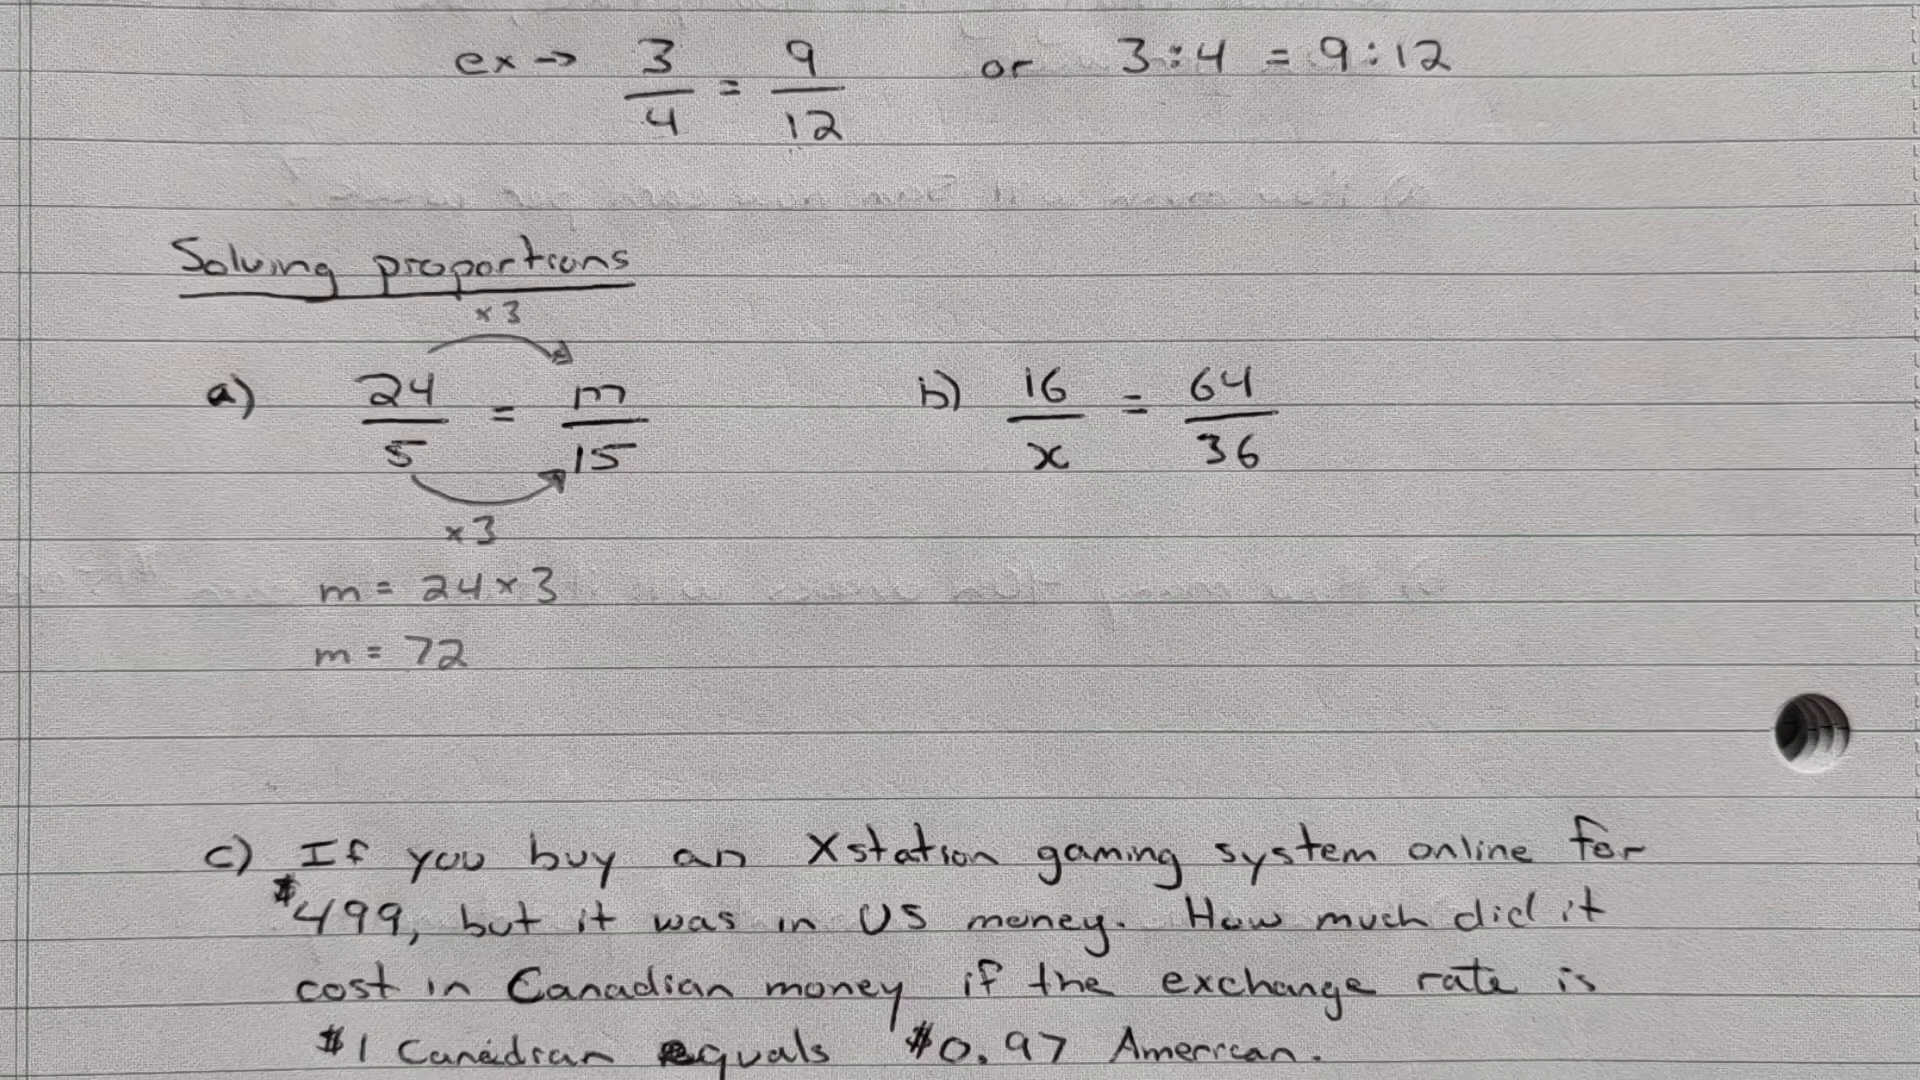 ex → 3/4 = 9/12 or 3:4 = 9:12
Solving proportions
×3
a) 24/5 = m/15 b) 16/x = 64/36
×3
m = 24 × 3
m = 72
c) If you buy an Xstation gaming system online for
$499, but it was in US money. How much did it
cost in Canadian money if the exchange rate is
$1 Canadian equals $0.97 American.